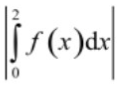 |∫₀² f(x)dx|